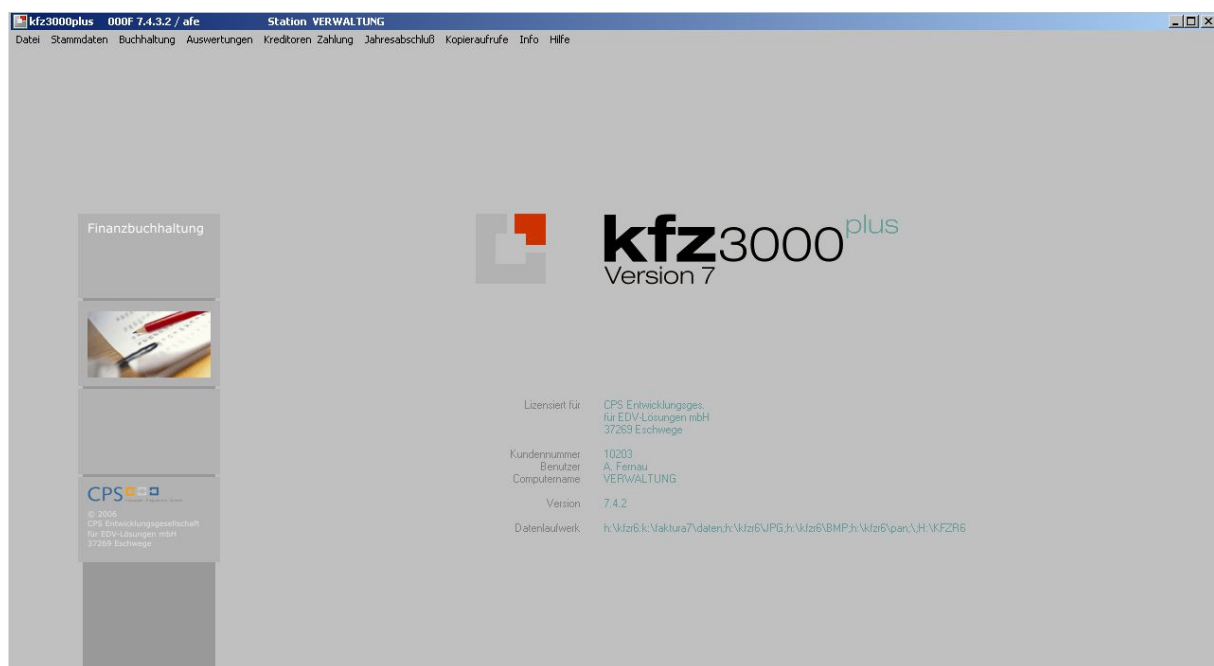 kfz3000plus 000F 7.4.3.2 / afe Station VERWALTUNG
Datei Stammdaten Buchhaltung Auswertungen Kreditoren Zahlung Jahresabschluß Kopieraufrufe Info Hilfe
Finanzbuchhaltung
kfz3000plus
Version 7
Lizensiert für CPS Entwicklungsges.
für EDV-Lösungen mbH
37269 Eschwege
Kundennummer 10203
Benutzer A. Fernau
Computername VERWALTUNG
Version 7.4.2
Datenlaufwerk h:\kfzr6;k:\faktura7\daten;h:\kfzr6\JPG;h:\kfzr6\BMP;h:\kfzr6\pan;\;H:\KFZR6
CPS
© 2006
CPS Entwicklungsgesellschaft
für EDV-Lösungen mbH
37269 Eschwege